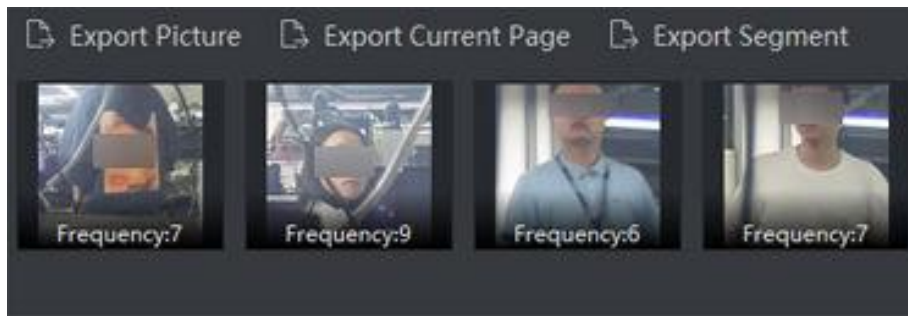 Export Picture Export Current Page Export Segment
Frequency:7 Frequency:9 Frequency:6 Frequency:7